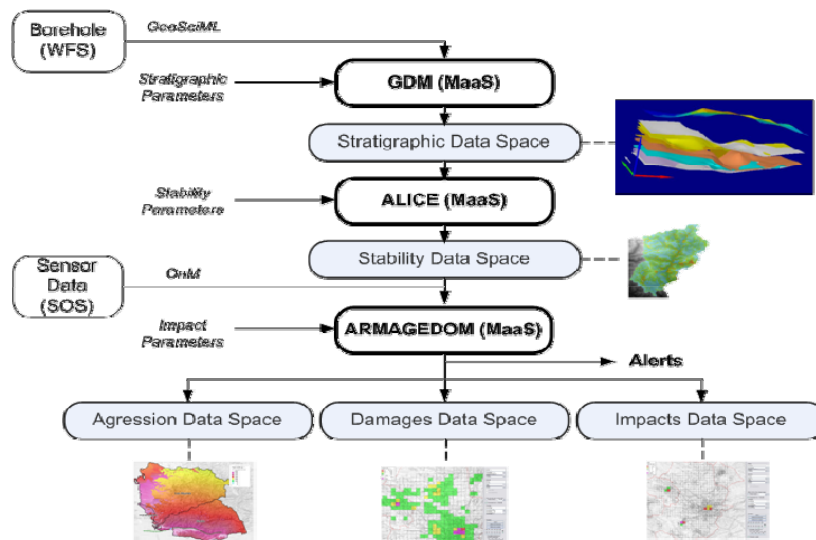 Borehole
(WFS)
GeoSciML
Stratigraphic
Parameters
GDM (MaaS)
Stratigraphic Data Space
Stability
Parameters
ALICE (MaaS)
Stability Data Space
Sensor
Data
(SOS)
OnM
Impact
Parameters
ARMAGEDOM (MaaS)
Alerts
Agression Data Space
Damages Data Space
Impacts Data Space